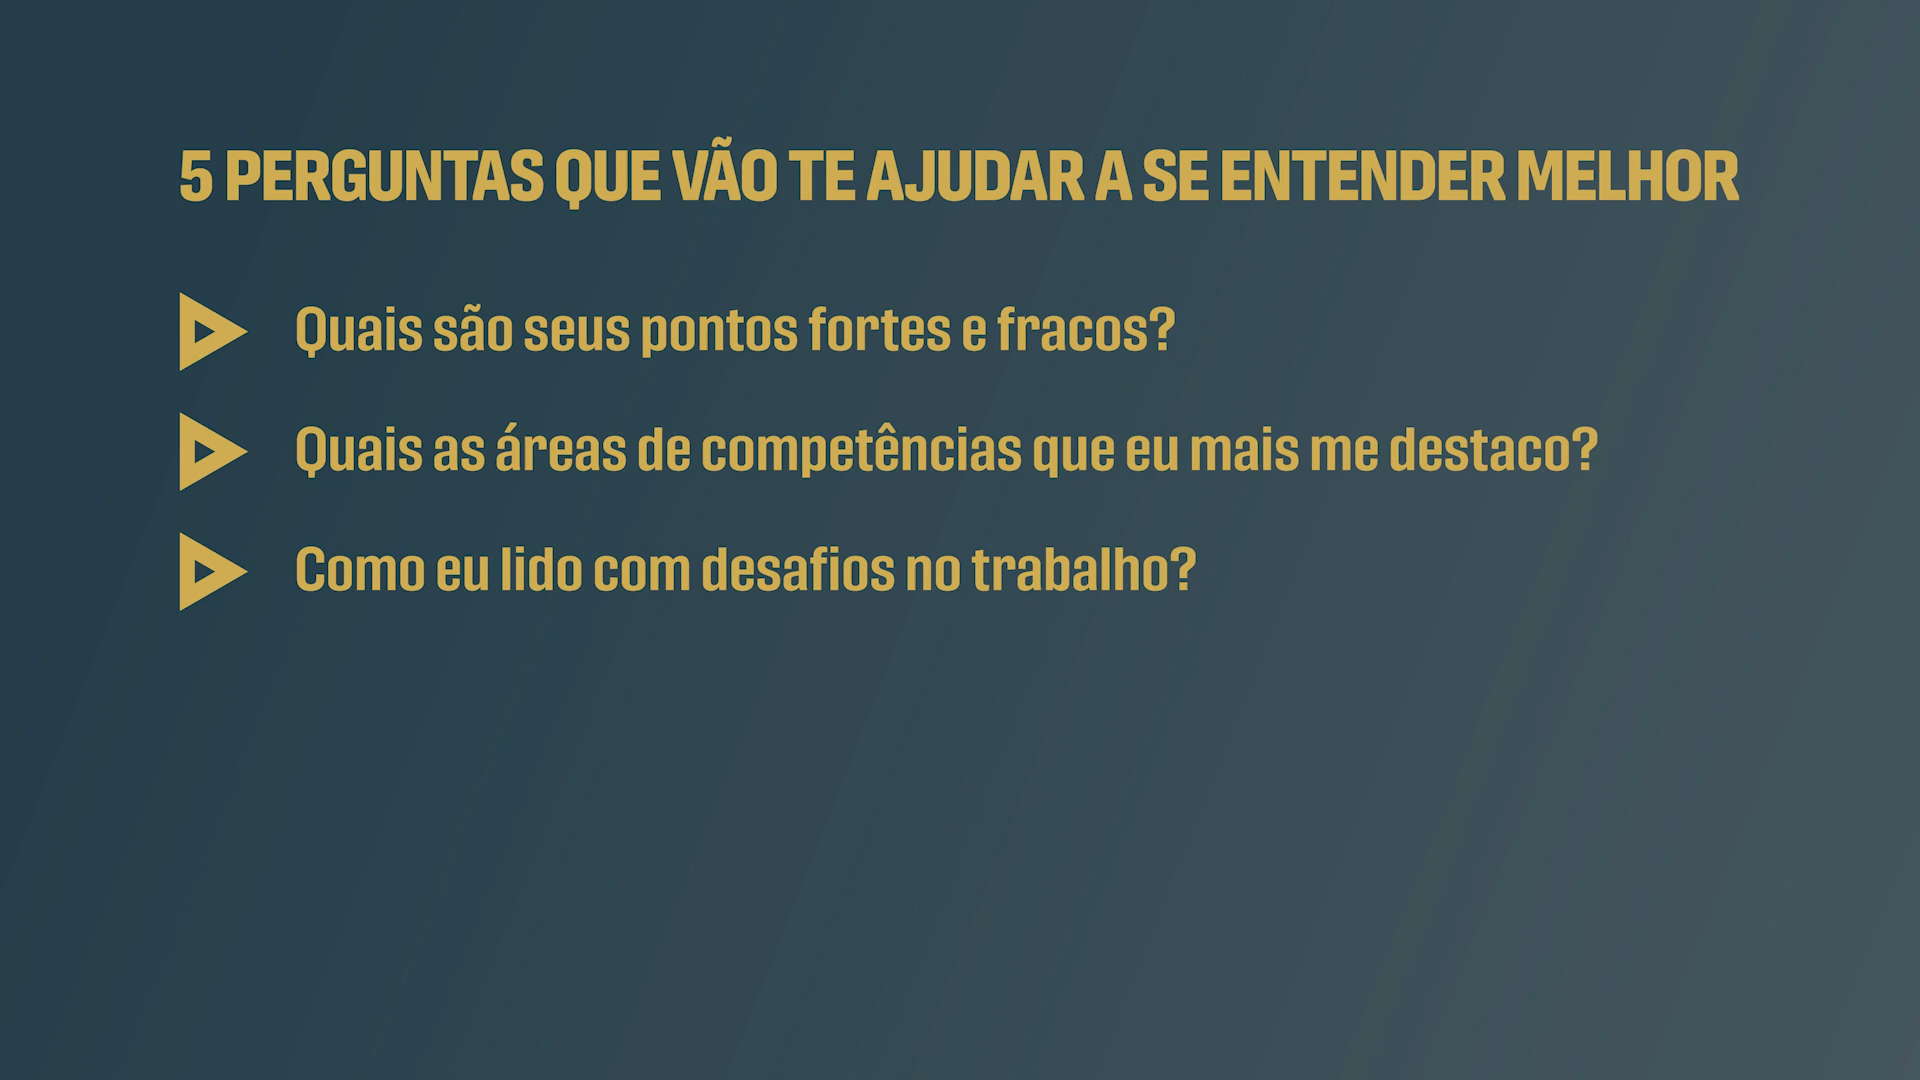 5 PERGUNTAS QUE VÃO TE AJUDAR A SE ENTENDER MELHOR
Quais são seus pontos fortes e fracos?
Quais as áreas de competências que eu mais me destaco?
Como eu lido com desafios no trabalho?